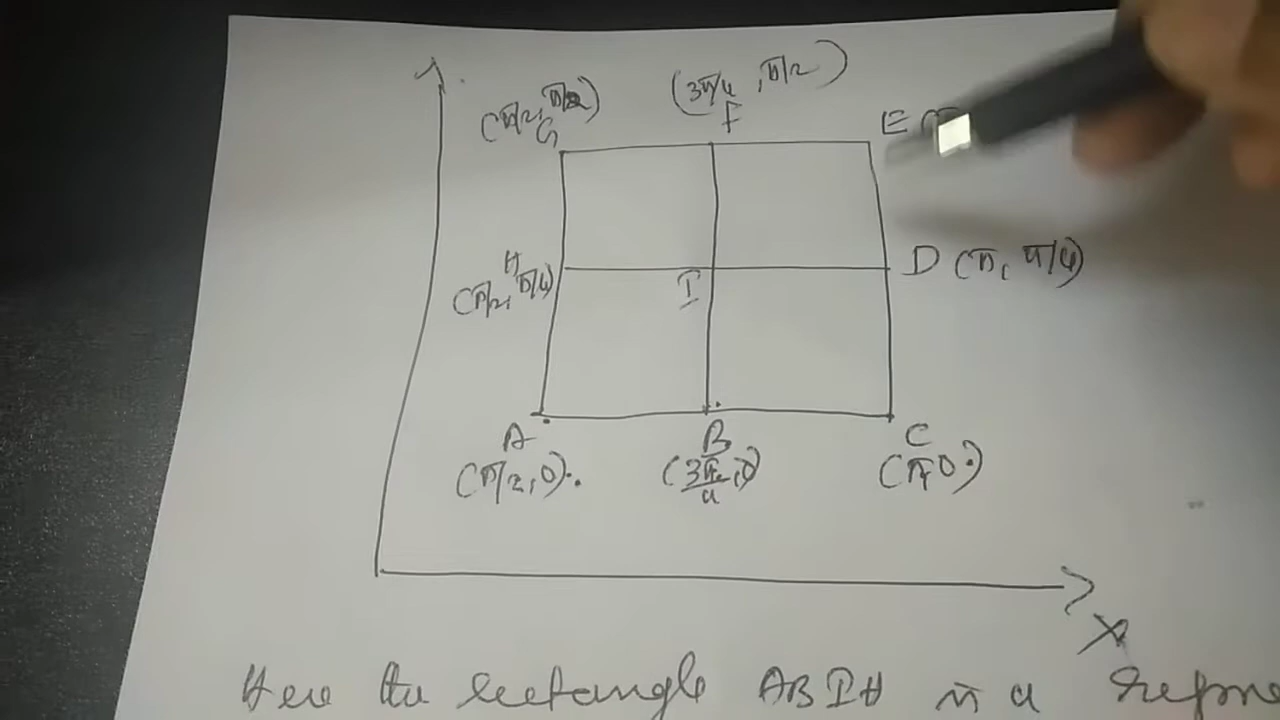 (3π/4 , π/2)
(π/2, π/2)
F
G
E (π
H
(π/2, π/4)
I
D (π, π/4)
A
B
C
(π/2, 0).
(3π/4, 0)
(π, 0)
X
Here the rectangle ABIH is a